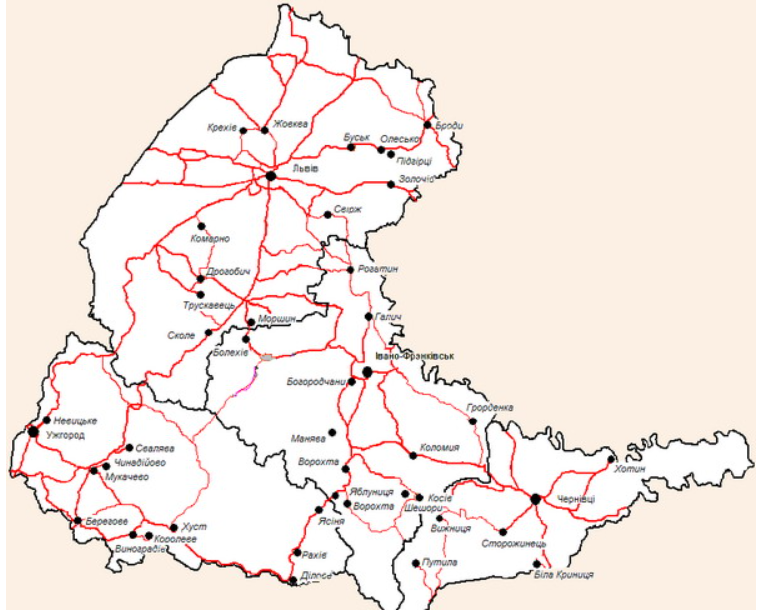 Крехів
Жовква
Броди
Буськ
Олесько
Підгірці
Львів
Золочів
Свірж
Комарно
Рогатин
Дрогобич
Трускавець
Моршин
Галич
Сколе
Болехів
Івано-Франківськ
Богородчани
Невицьке
Ужгород
Грорденка
Манява
Свалява
Коломия
Чинадійово
Мукачево
Ворохта
Хотин
Яблуниця
Косів
Шешори
Чернівці
Ворохта
Ясіня
Берегове
Хуст
Вижниця
Королеве
Виноградів
Сторожинець
Рахів
Путила
Ділове
Біла Криниця